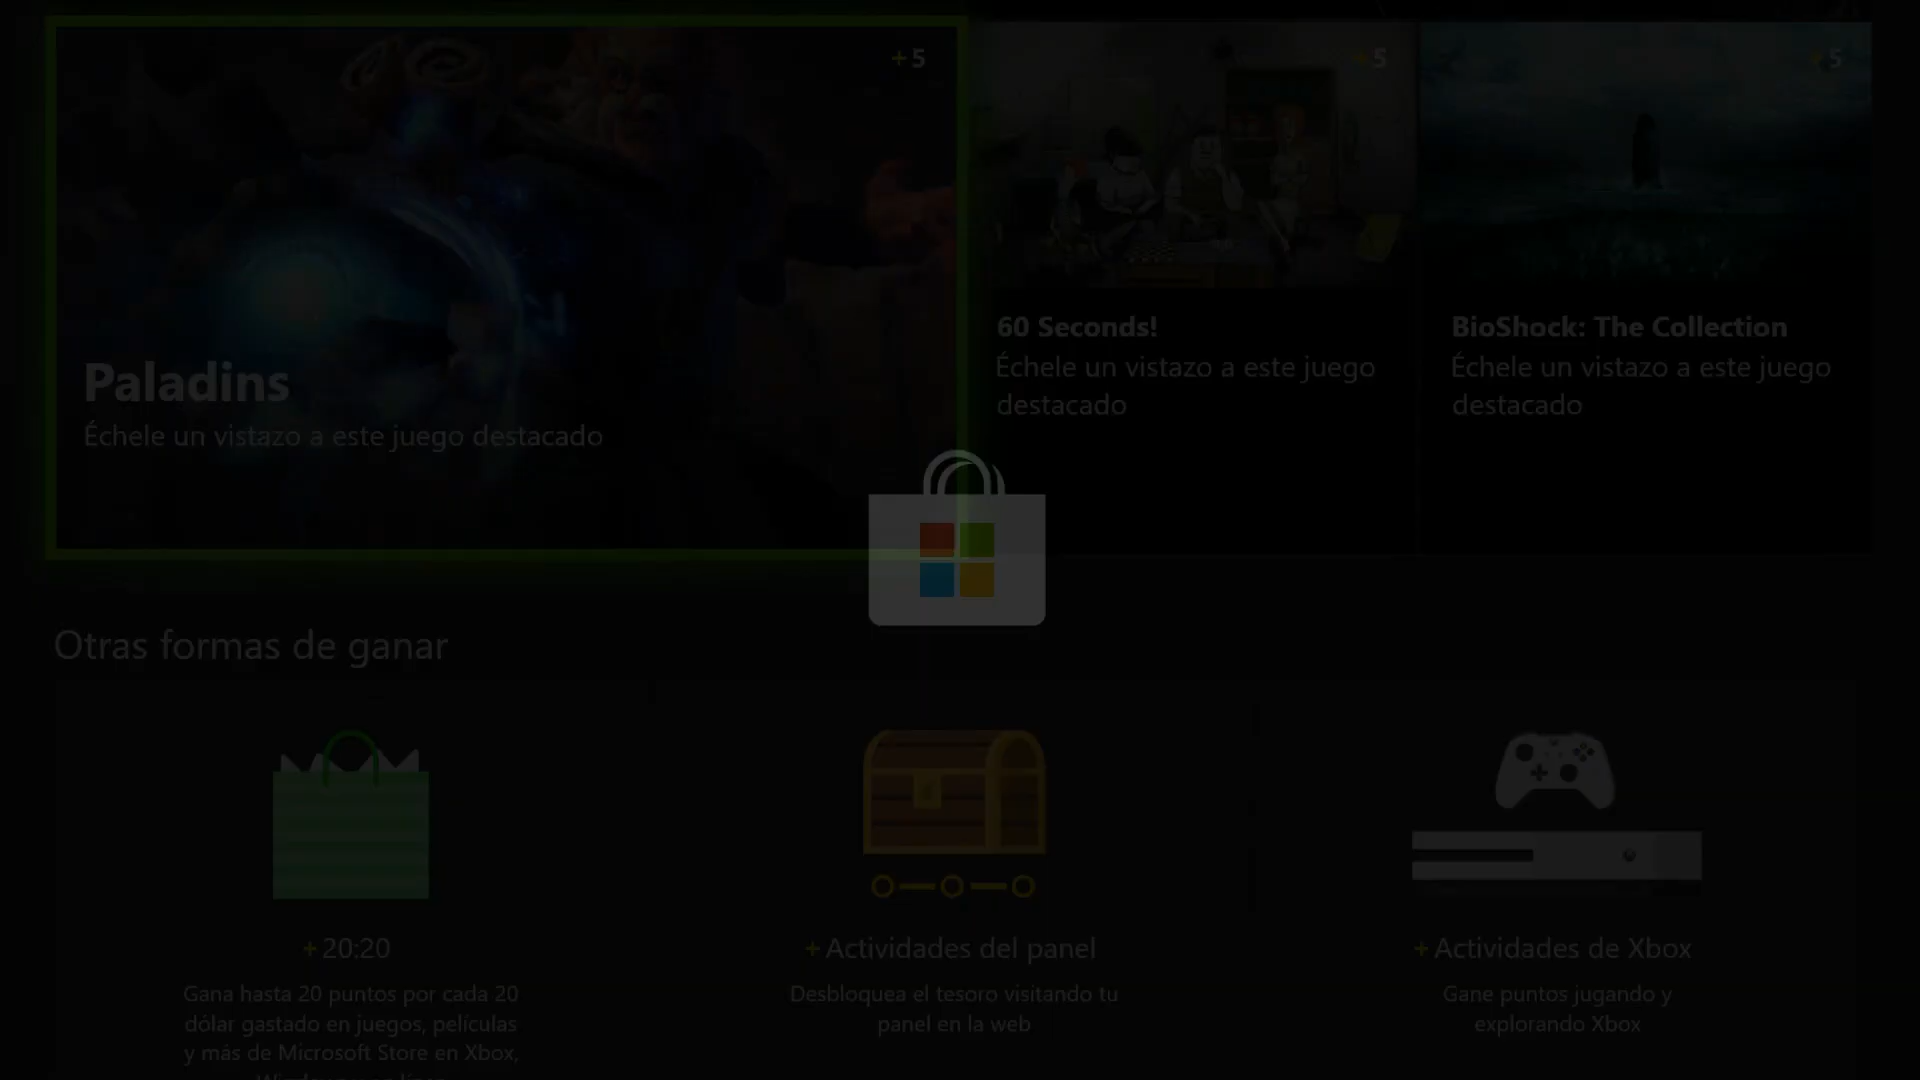 +5
+5
+5
Paladins
Échele un vistazo a este juego destacado
60 Seconds!
Échele un vistazo a este juego
destacado
BioShock: The Collection
Échele un vistazo a este juego
destacado
Otras formas de ganar
+20:20
Gana hasta 20 puntos por cada 20
dólar gastado en juegos, películas
y más de Microsoft Store en Xbox,
+Actividades del panel
Desbloquea el tesoro visitando tu
panel en la web
+Actividades de Xbox
Gane puntos jugando y
explorando Xbox